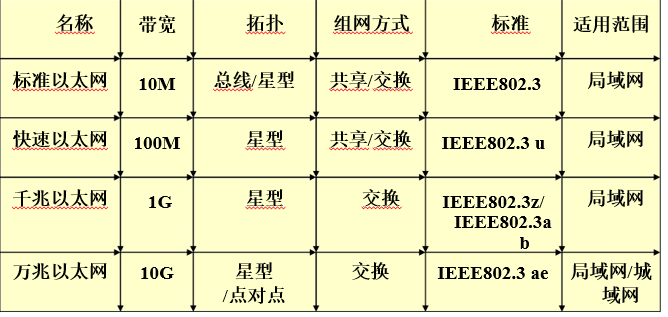 名称 带宽 拓扑 组网方式 标准 适用范围
标准以太网 10M 总线/星型 共享/交换 IEEE802.3 局域网
快速以太网 100M 星型 共享/交换 IEEE802.3 u 局域网
千兆以太网 1G 星型 交换 IEEE802.3z/ 局域网
IEEE802.3a
b
万兆以太网 10G 星型 交换 IEEE802.3 ae 局域网/城
/点对点 域网